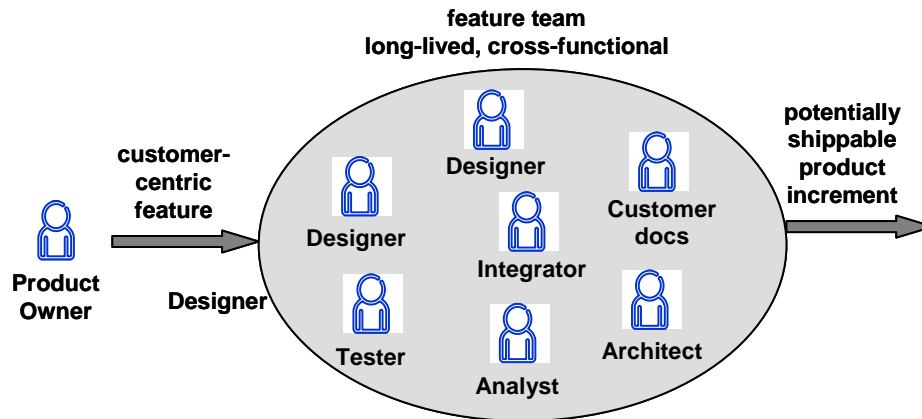 feature team
long-lived, cross-functional
customer-
centric
feature
Product
Owner
Designer
Designer
Designer
Customer
docs
Integrator
Tester
Analyst
Architect
potentially
shippable
product
increment